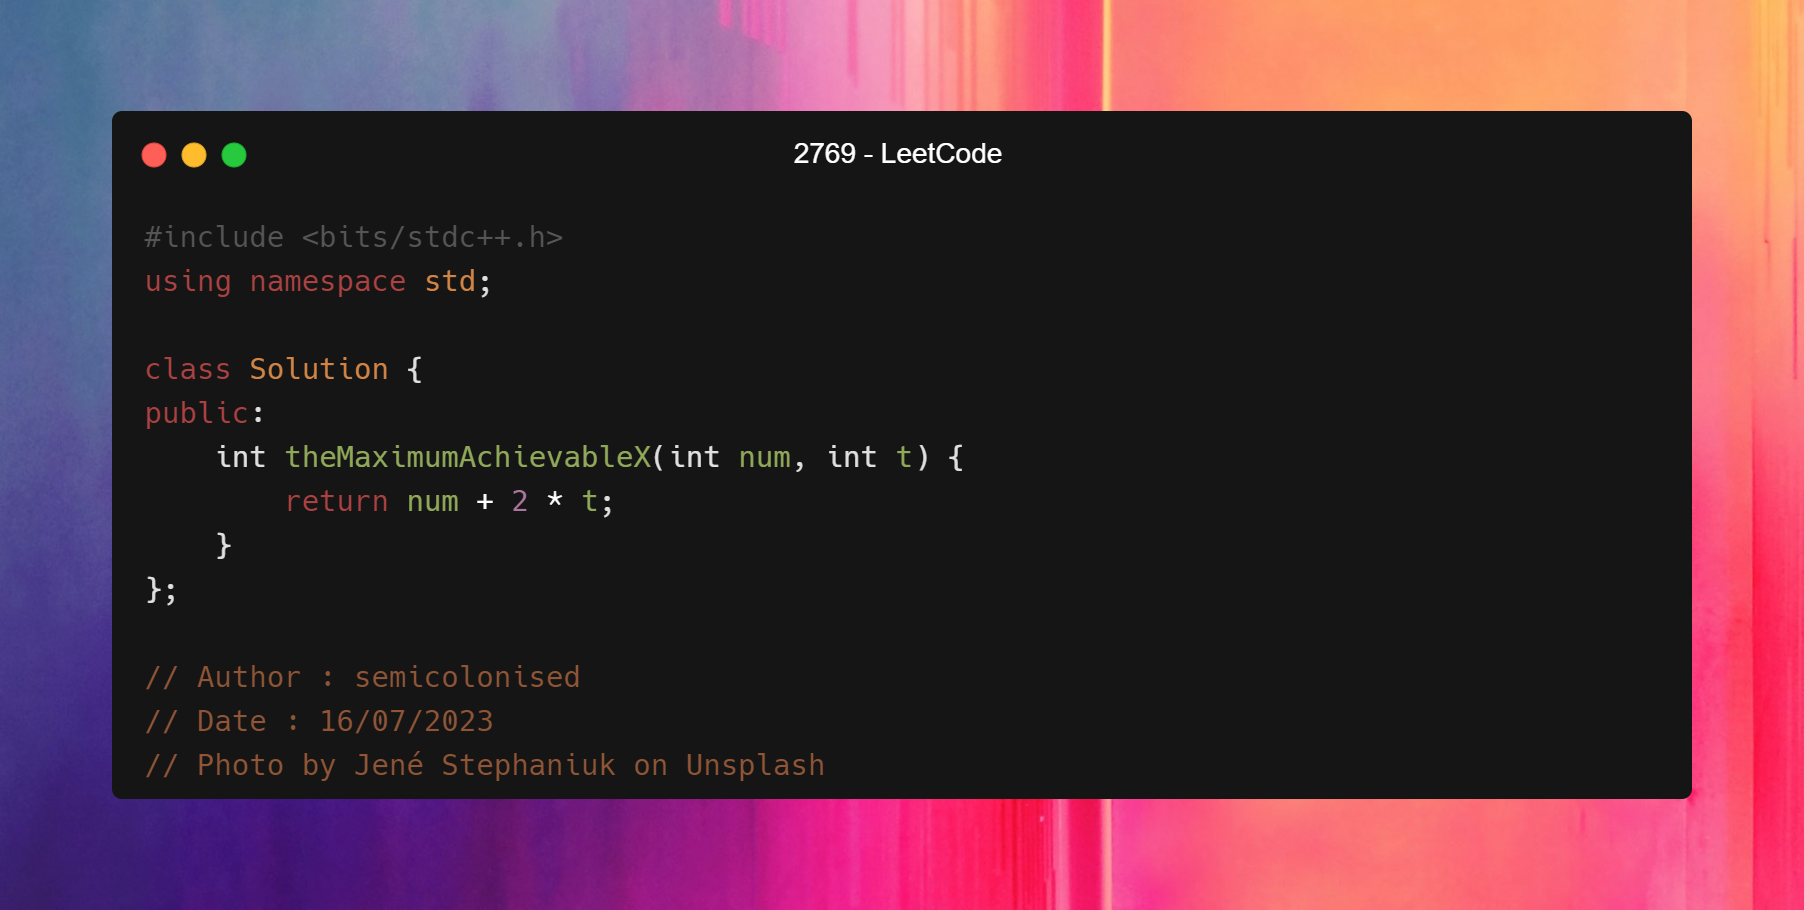 2769 - LeetCode
#include <bits/stdc++.h>
using namespace std;
class Solution {
public:
    int theMaximumAchievableX(int num, int t) {
        return num + 2 * t;
    }
};
// Author : semicolonised
// Date : 16/07/2023
// Photo by Jené Stephaniuk on Unsplash